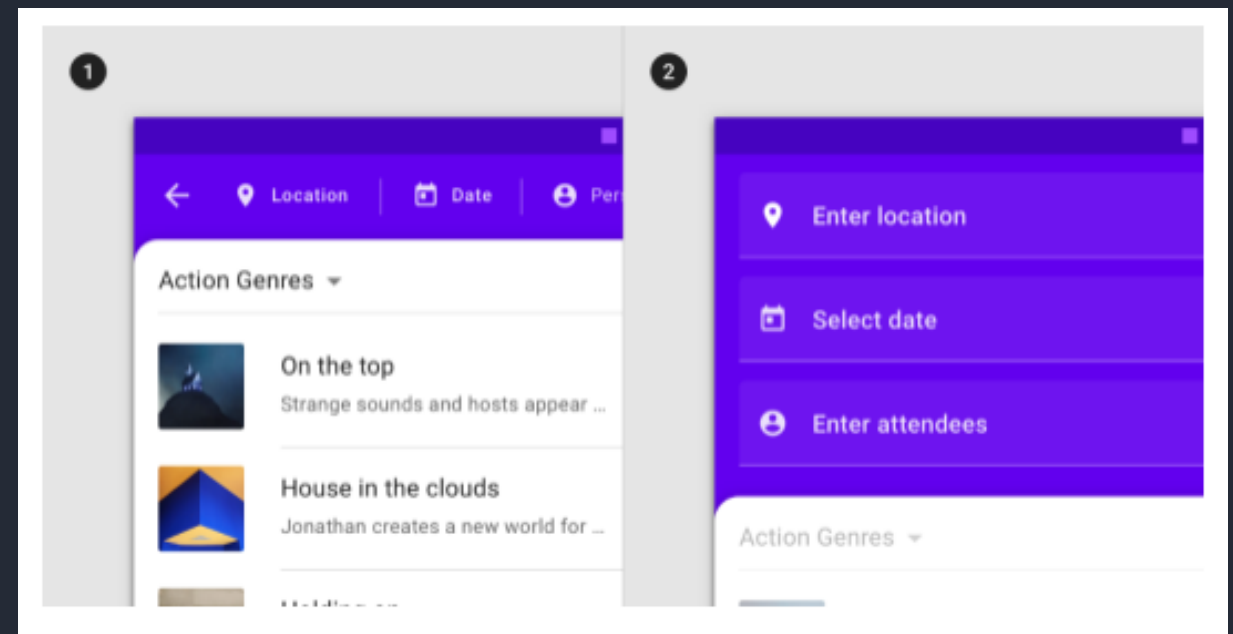 1
Location
Date
Action Genres
On the top
Strange sounds and hosts appear ...
House in the clouds
Jonathan creates a new world for ...
2
Enter location
Select date
Enter attendees
Action Genres